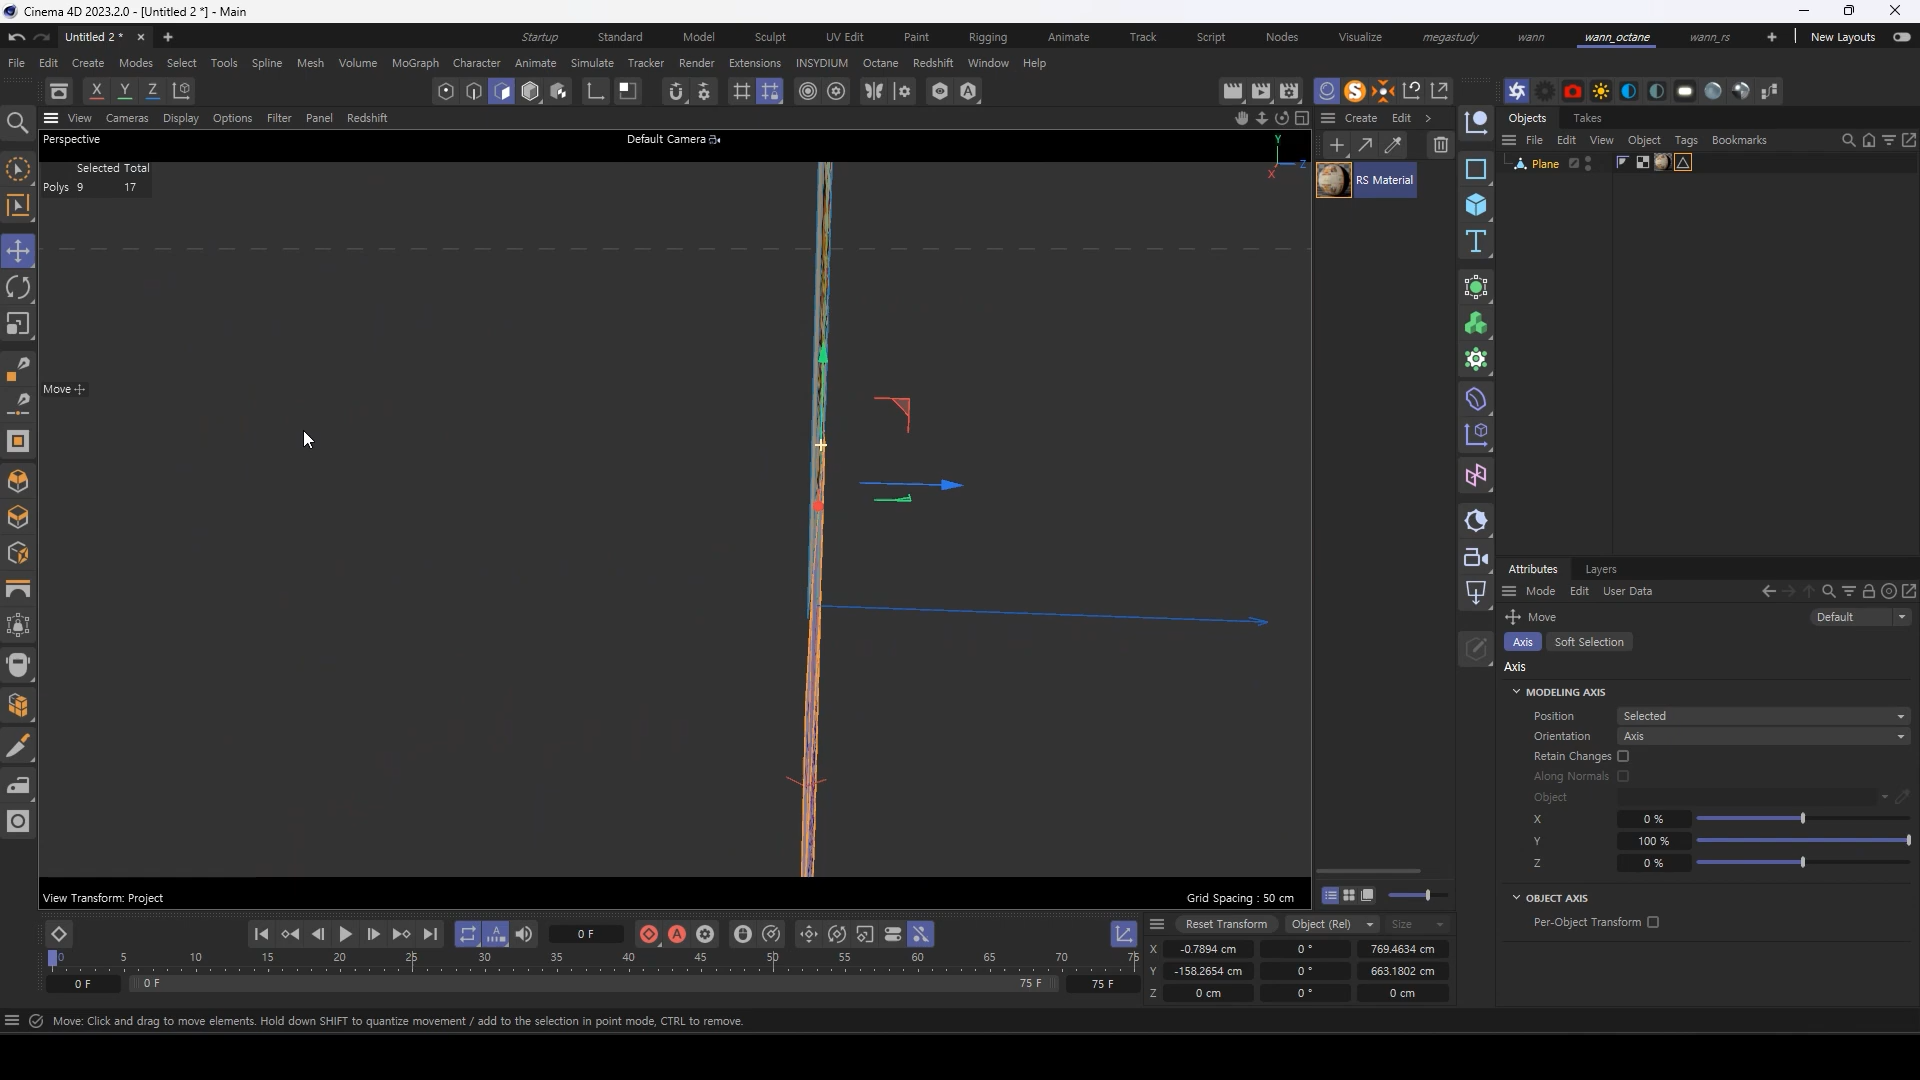 Cinema 4D 2023.2.0 - [Untitled 2 *] - Main
Untitled 2 *
Startup Standard Model Sculpt UV Edit Paint Rigging Animate Track Script Nodes Visualize megastudy wann wann_octane wann_rs New Layouts
File Edit Create Modes Select Tools Spline Mesh Volume MoGraph Character Animate Simulate Tracker Render Extensions INSYDIUM Octane Redshift Window Help
X Y Z
View Cameras Display Options Filter Panel Redshift
Create Edit
Objects Takes
File Edit View Object Tags Bookmarks
Perspective
Default Camera
Y
Z
X
Selected Total
Polys 9 17
RS Material
Plane
Move
Attributes Layers
Mode Edit User Data
Move
Default
Axis Soft Selection
Axis
MODELING AXIS
Position Selected
Orientation Axis
Retain Changes
Along Normals
Object
X 0 %
Y 100 %
Z 0 %
OBJECT AXIS
Per-Object Transform
View Transform: Project
Grid Spacing : 50 cm
0 F
Reset Transform Object (Rel) Size
X -0.7894 cm 0 ° 769.4634 cm
Y -158.2654 cm 0 ° 663.1802 cm
Z 0 cm 0 ° 0 cm
0 5 10 15 20 25 30 35 40 45 50 55 60 65 70 75
0 F 0 F 75 F 75 F
Move: Click and drag to move elements. Hold down SHIFT to quantize movement / add to the selection in point mode, CTRL to remove.